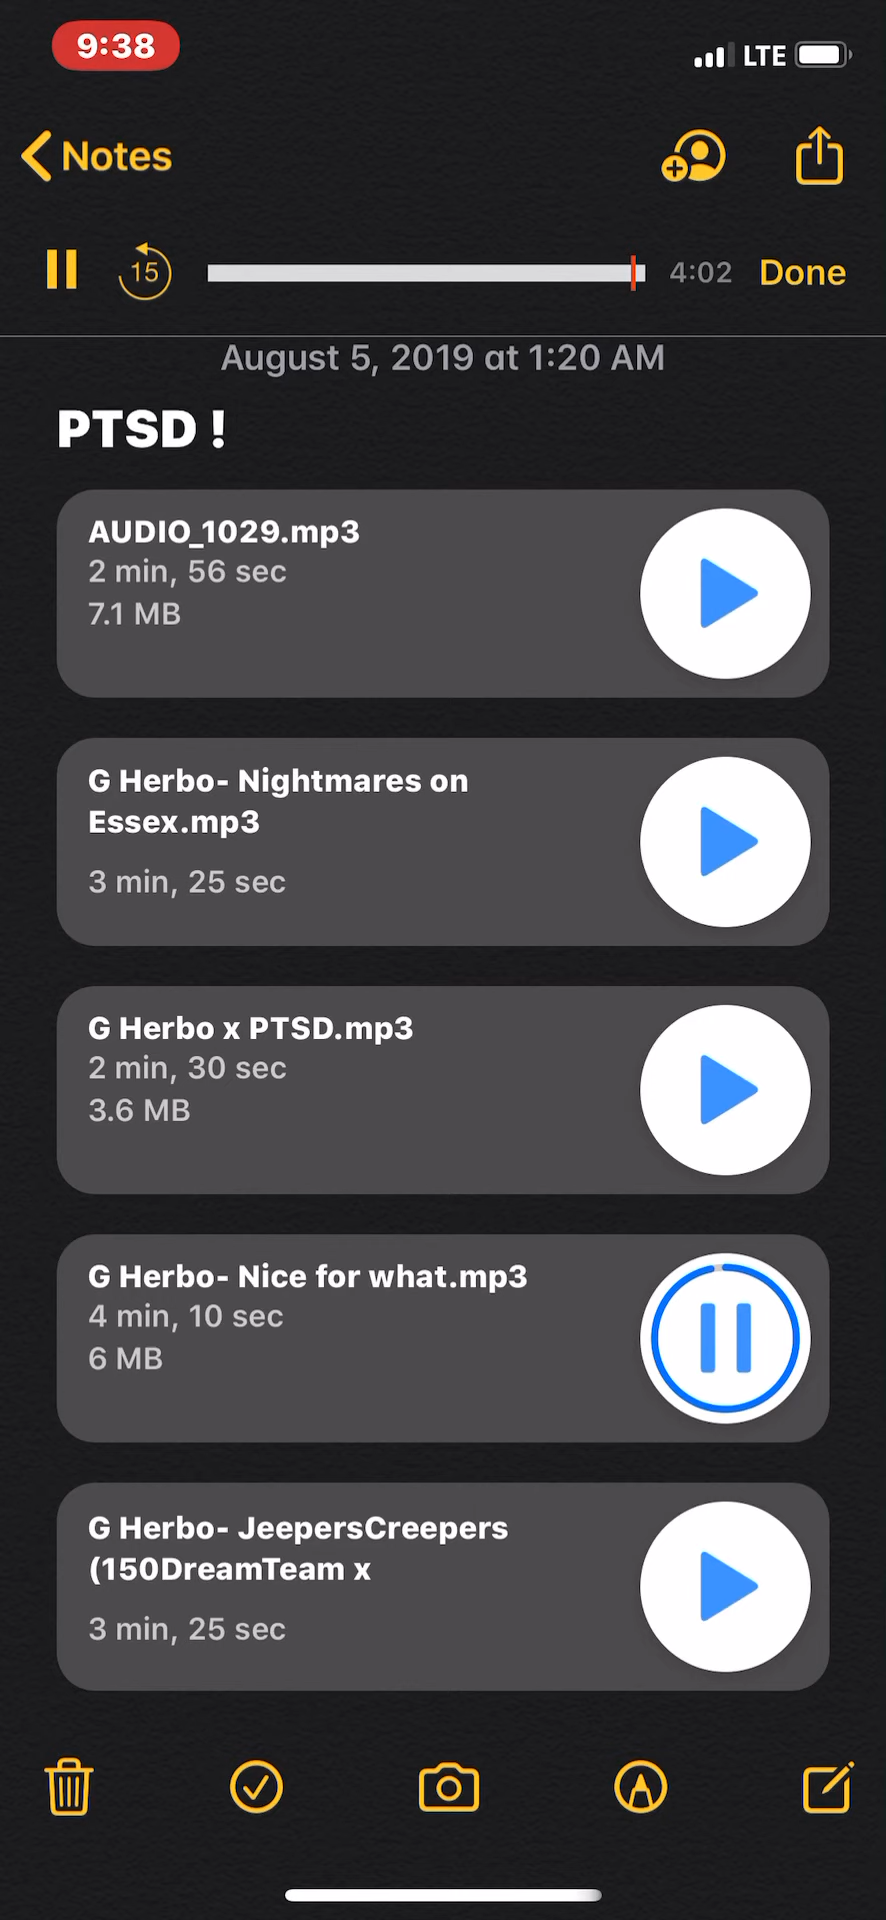 9:38
LTE
Notes
15
4:02
Done
August 5, 2019 at 1:20 AM
PTSD !
AUDIO_1029.mp3
2 min, 56 sec
7.1 MB
G Herbo- Nightmares on
Essex.mp3
3 min, 25 sec
G Herbo x PTSD.mp3
2 min, 30 sec
3.6 MB
G Herbo- Nice for what.mp3
4 min, 10 sec
6 MB
G Herbo- JeepersCreepers
(150DreamTeam x
3 min, 25 sec